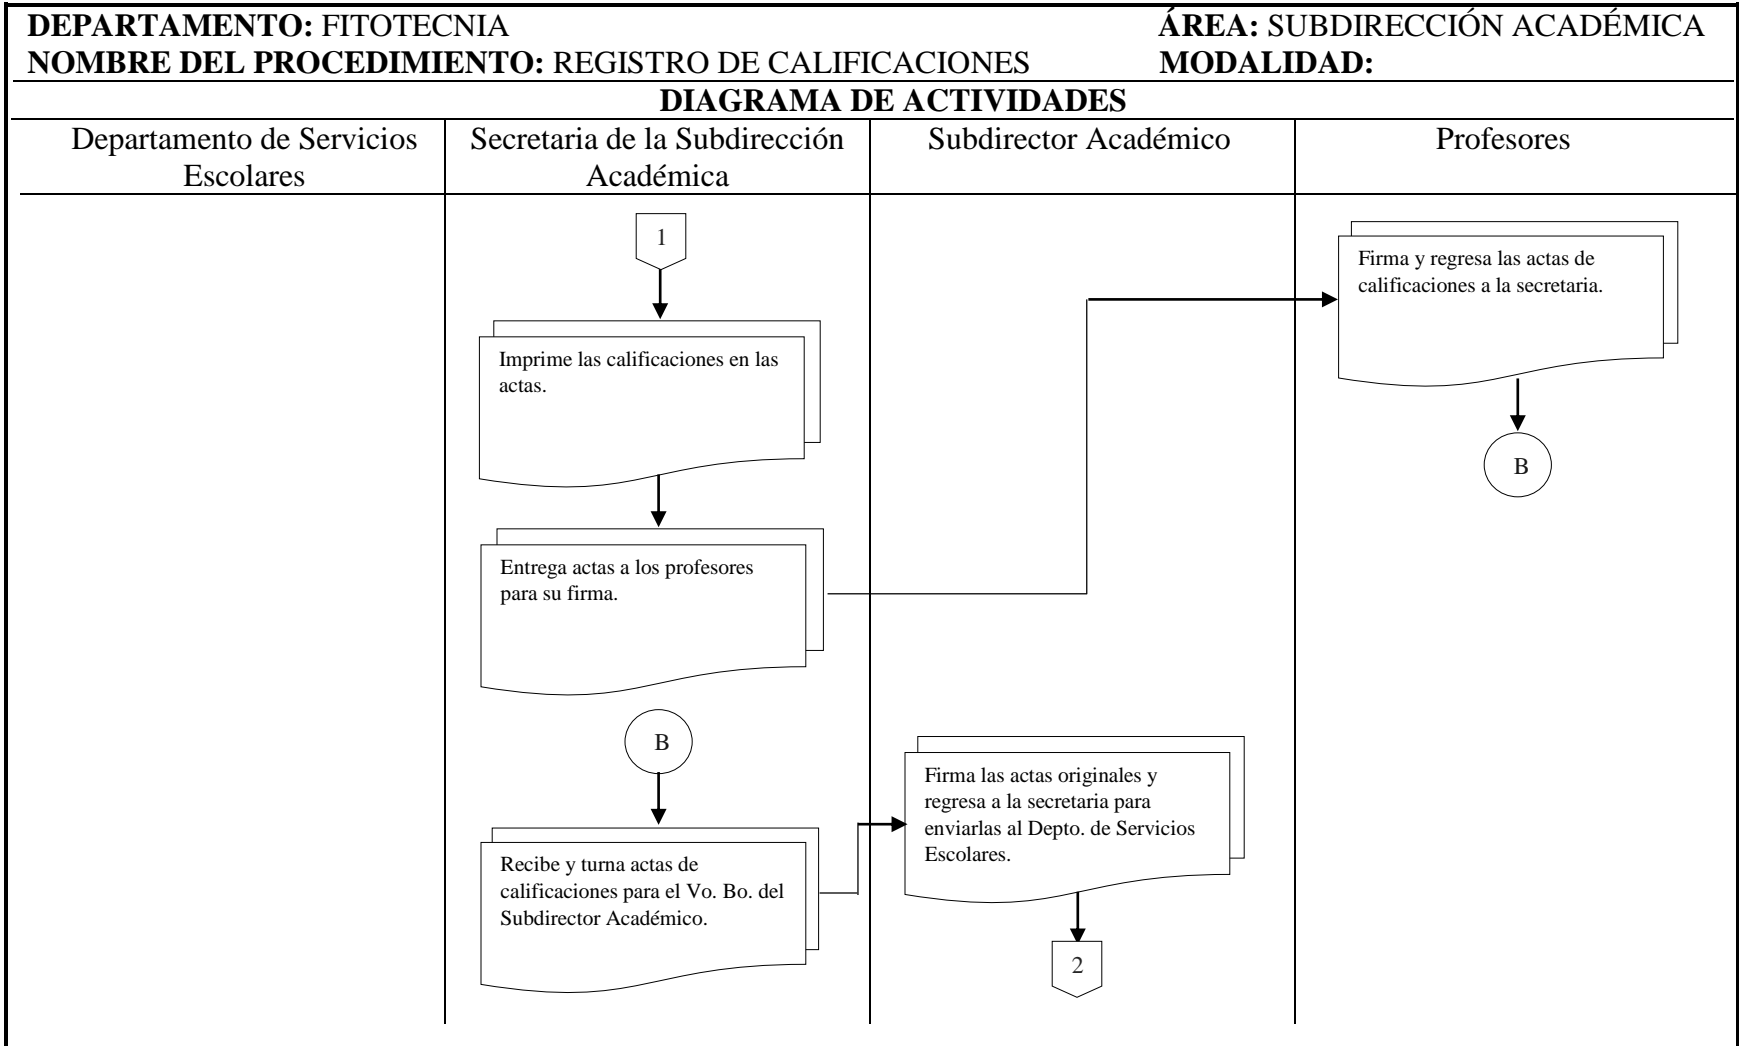 DEPARTAMENTO: FITOTECNIA ÁREA: SUBDIRECCIÓN ACADÉMICA
NOMBRE DEL PROCEDIMIENTO: REGISTRO DE CALIFICACIONES MODALIDAD:
DIAGRAMA DE ACTIVIDADES
Departamento de Servicios
Escolares
Secretaria de la Subdirección
Académica
Subdirector Académico
Profesores
1
Imprime las calificaciones en las
actas.
Entrega actas a los profesores
para su firma.
Firma y regresa las actas de
calificaciones a la secretaria.
B
B
Recibe y turna actas de
calificaciones para el Vo. Bo. del
Subdirector Académico.
Firma las actas originales y
regresa a la secretaria para
enviarlas al Depto. de Servicios
Escolares.
2